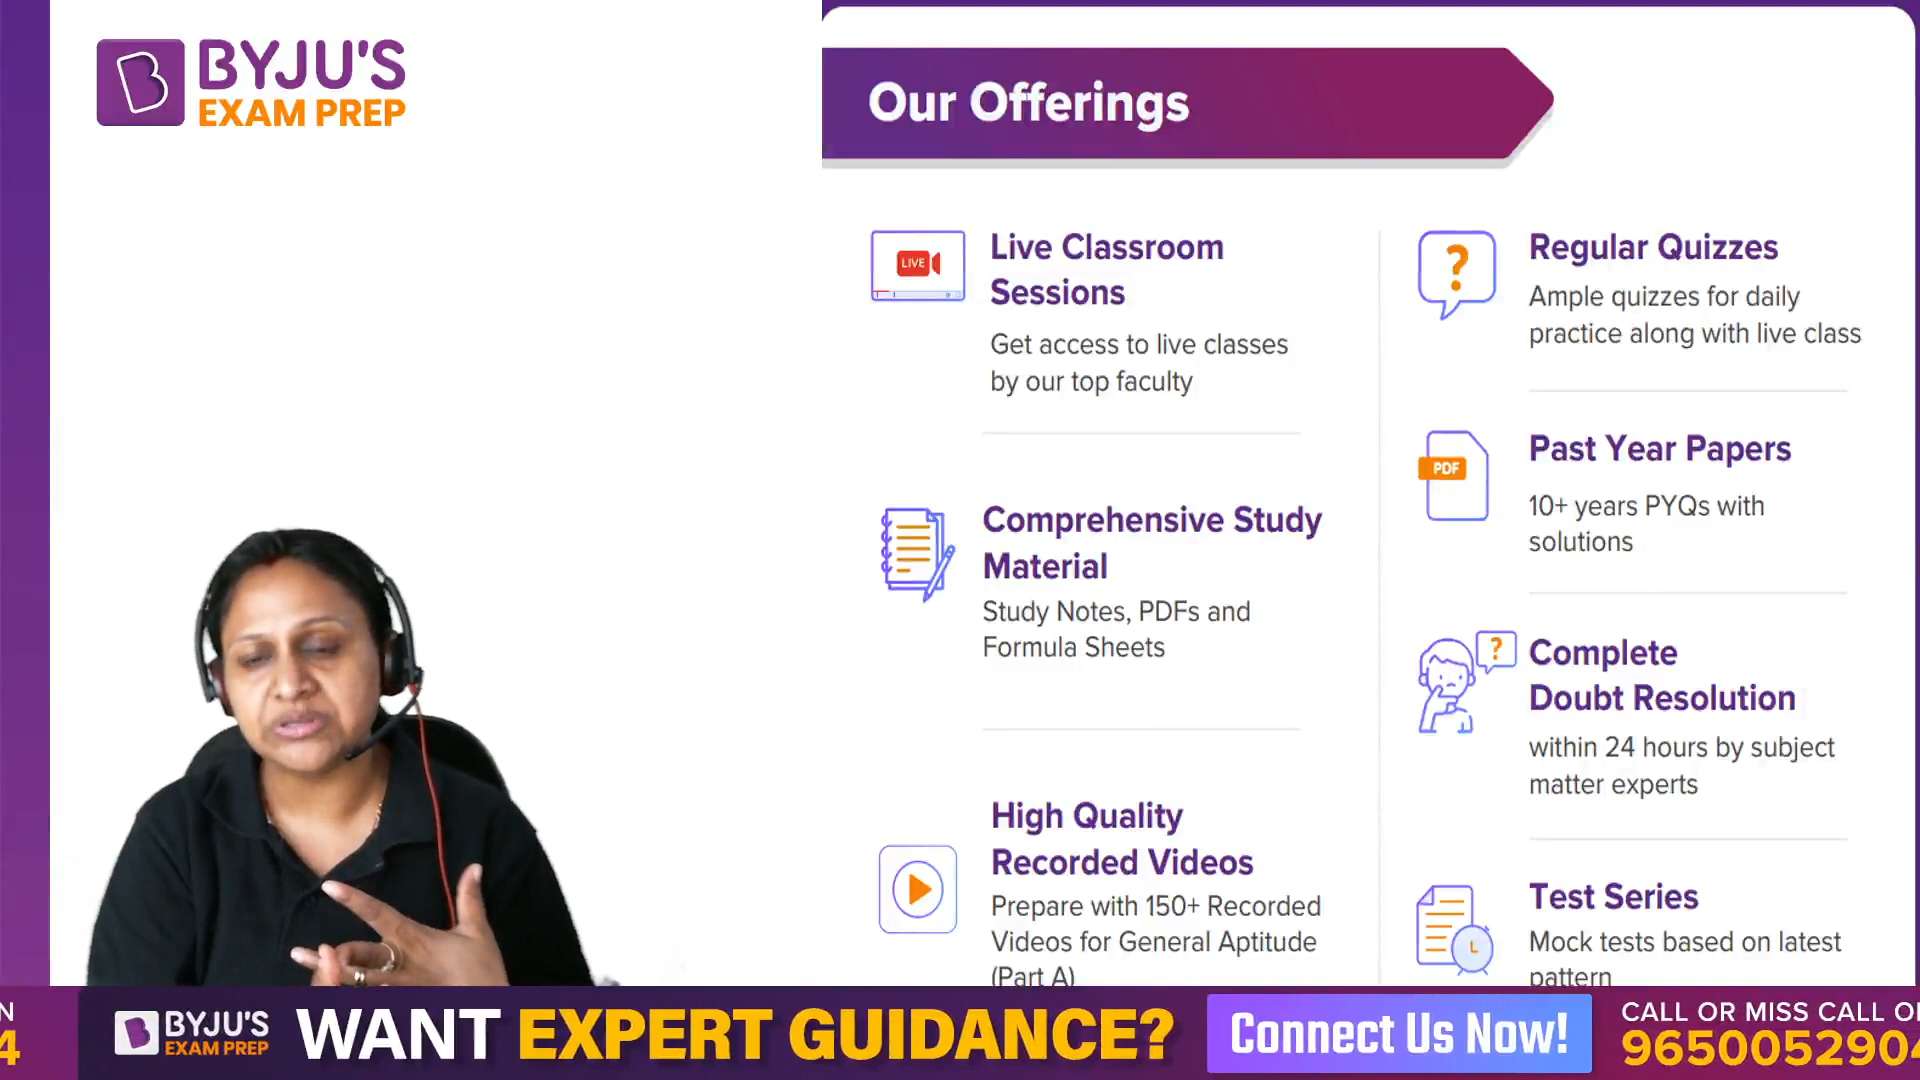 BYJU'S
EXAM PREP
Our Offerings
LIVE
Live Classroom
Sessions
Get access to live classes
by our top faculty
Comprehensive Study
Material
Study Notes, PDFs and
Formula Sheets
High Quality
Recorded Videos
Prepare with 150+ Recorded
Videos for General Aptitude
(Part A)
?
Regular Quizzes
Ample quizzes for daily
practice along with live class
PDF
Past Year Papers
10+ years PYQs with
solutions
?
Complete
Doubt Resolution
within 24 hours by subject
matter experts
Test Series
Mock tests based on latest
pattern
N
4
BYJU'S
EXAM PREP
WANT EXPERT GUIDANCE?
Connect Us Now!
CALL OR MISS CALL O
9650052904